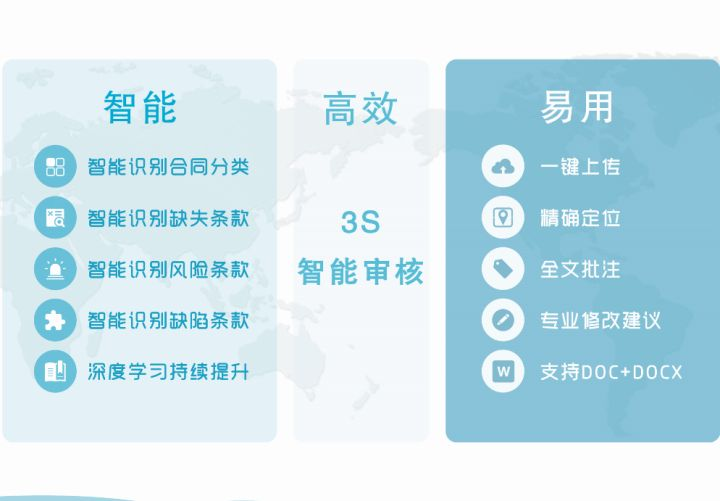 智能
智能识别合同分类
智能识别缺失条款
智能识别风险条款
智能识别缺陷条款
深度学习持续提升
高效
3S
智能审核
易用
一键上传
精确定位
全文批注
专业修改建议
W
支持DOC+DOCX